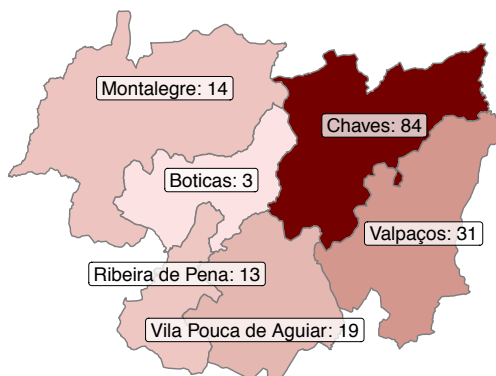 Montalegre: 14
Chaves: 84
Boticas: 3
Valpaços: 31
Ribeira de Pena: 13
Vila Pouca de Aguiar: 19